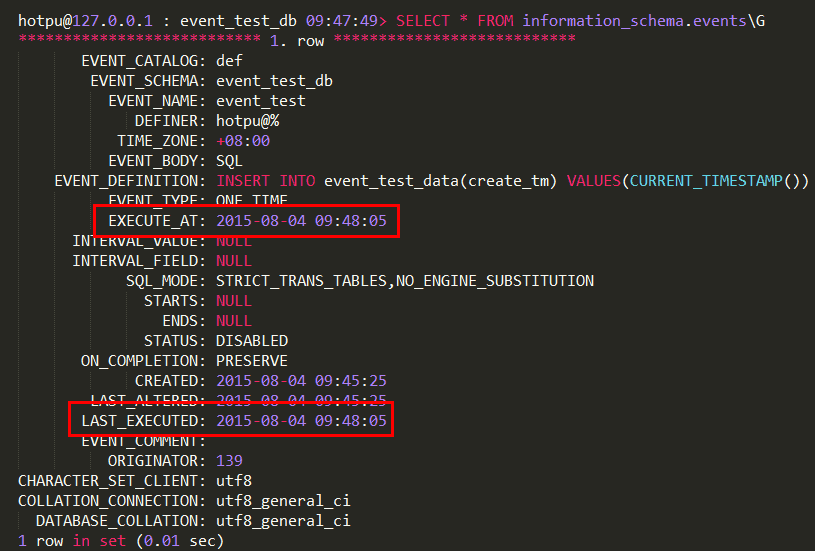 hotpu@127.0.0.1 : event_test_db 09:47:49> SELECT * FROM information_schema.events\G
*************************** 1. row ***************************
EVENT_CATALOG: def
EVENT_SCHEMA: event_test_db
EVENT_NAME: event_test
DEFINER: hotpu@%
TIME_ZONE: +08:00
EVENT_BODY: SQL
EVENT_DEFINITION: INSERT INTO event_test_data(create_tm) VALUES(CURRENT_TIMESTAMP())
EVENT_TYPE: ONE TIME
EXECUTE_AT: 2015-08-04 09:48:05
INTERVAL_VALUE: NULL
INTERVAL_FIELD: NULL
SQL_MODE: STRICT_TRANS_TABLES,NO_ENGINE_SUBSTITUTION
STARTS: NULL
ENDS: NULL
STATUS: DISABLED
ON_COMPLETION: PRESERVE
CREATED: 2015-08-04 09:45:25
LAST_ALTERED: 2015-08-04 09:45:25
LAST_EXECUTED: 2015-08-04 09:48:05
EVENT_COMMENT:
ORIGINATOR: 139
CHARACTER_SET_CLIENT: utf8
COLLATION_CONNECTION: utf8_general_ci
DATABASE_COLLATION: utf8_general_ci
1 row in set (0.01 sec)